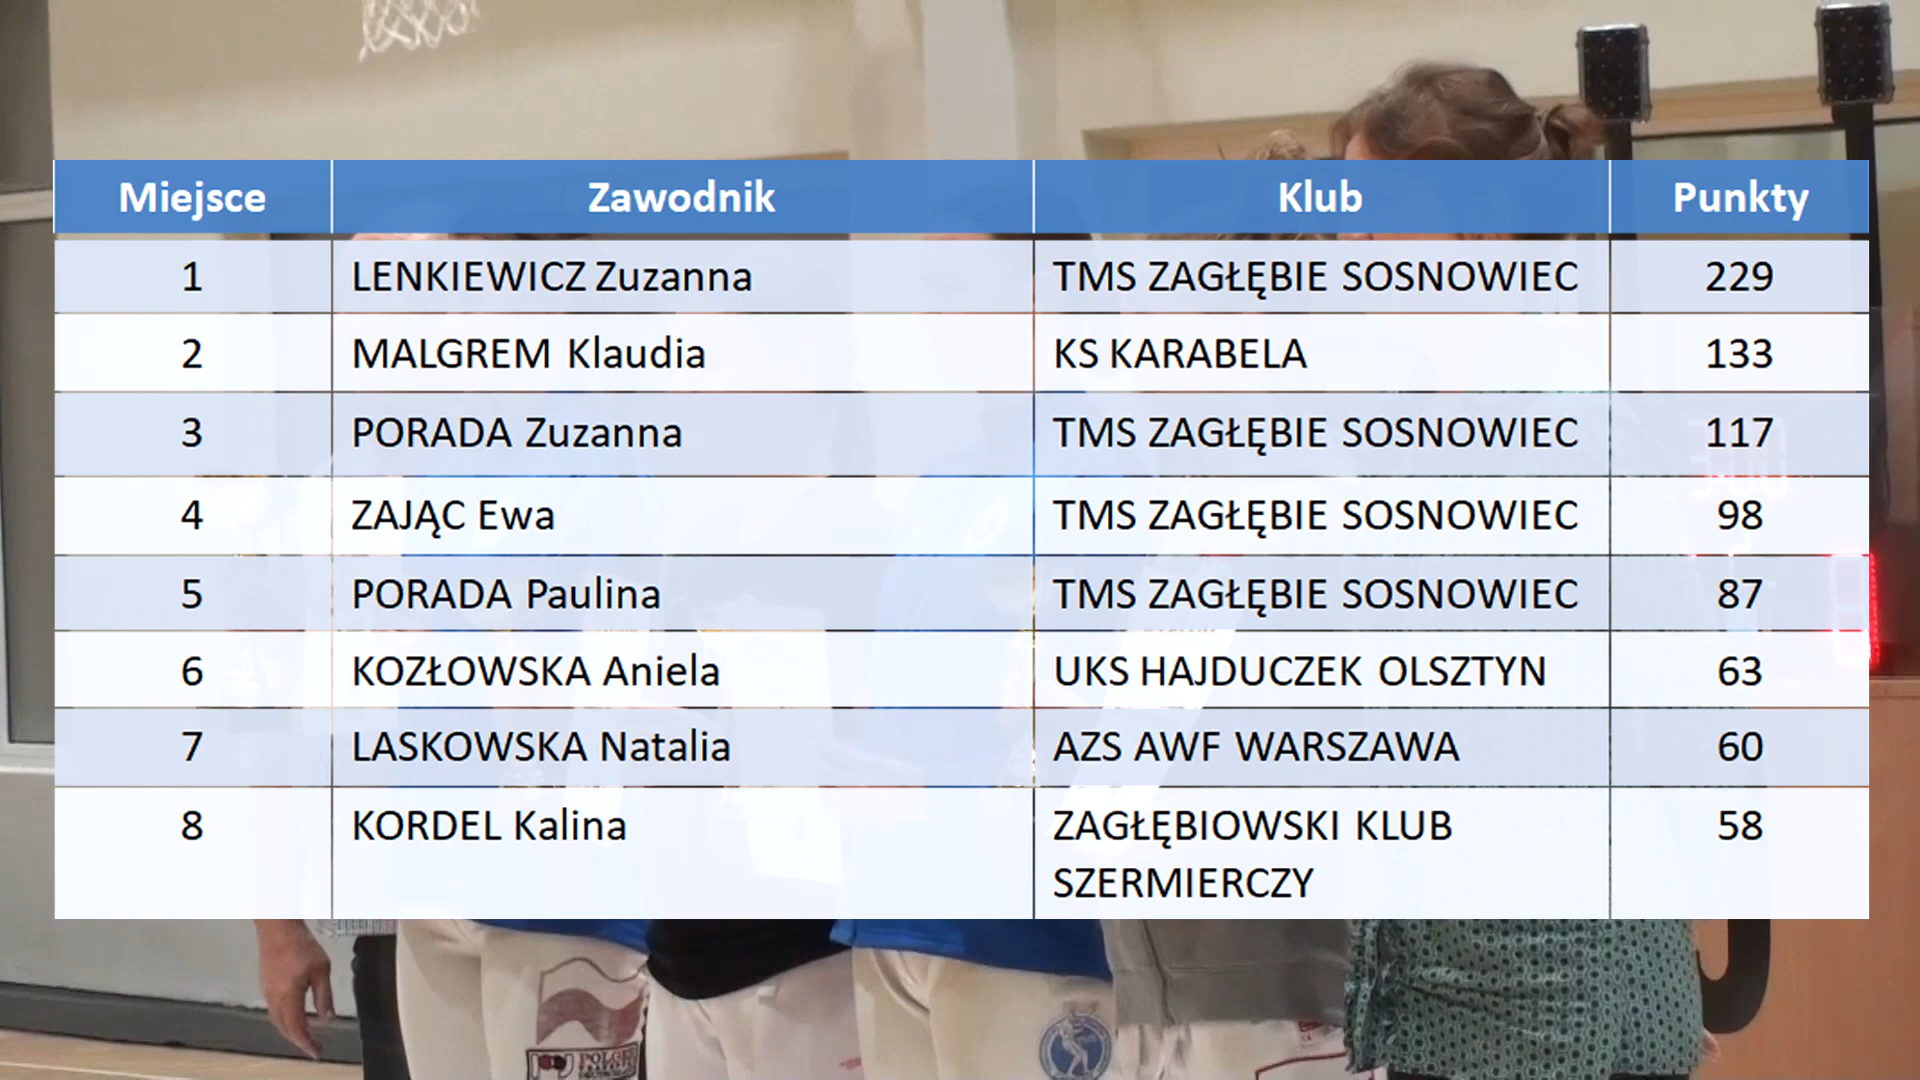 Miejsce Zawodnik Klub Punkty
1 LENKIEWICZ Zuzanna TMS ZAGŁĘBIE SOSNOWIEC 229
2 MALGREM Klaudia KS KARABELA 133
3 PORADA Zuzanna TMS ZAGŁĘBIE SOSNOWIEC 117
4 ZAJĄC Ewa TMS ZAGŁĘBIE SOSNOWIEC 98
5 PORADA Paulina TMS ZAGŁĘBIE SOSNOWIEC 87
6 KOZŁOWSKA Aniela UKS HAJDUCZEK OLSZTYN 63
7 LASKOWSKA Natalia AZS AWF WARSZAWA 60
8 KORDEL Kalina ZAGŁĘBIOWSKI KLUB 58
SZERMIERCZY